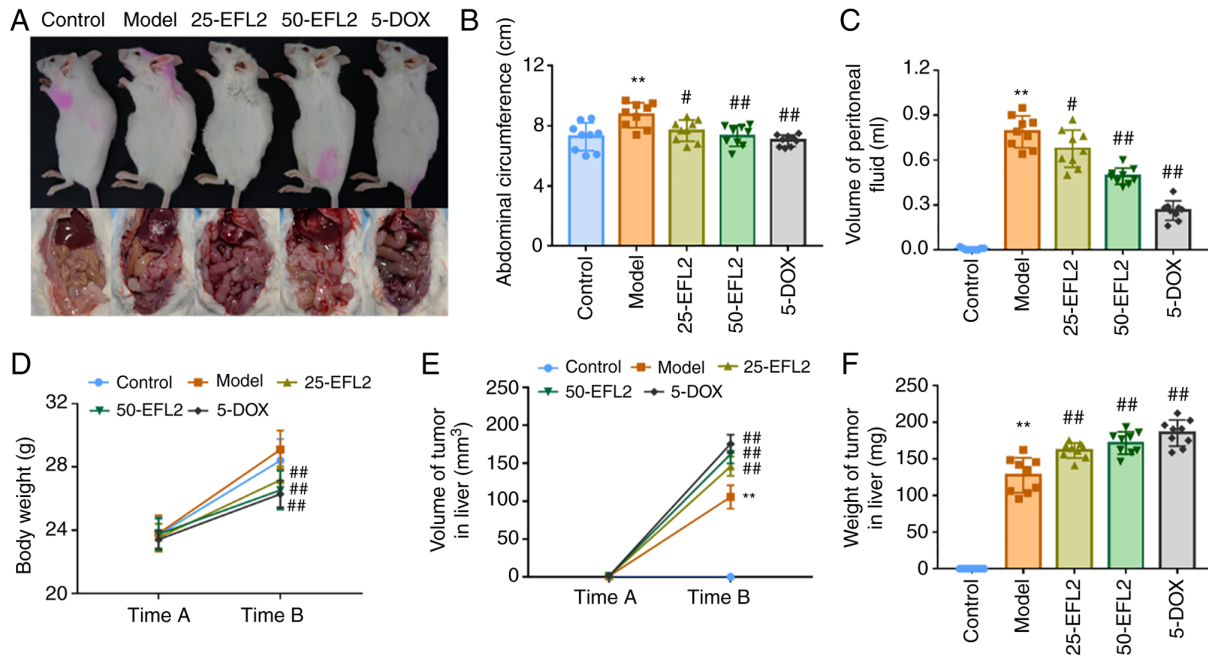 A
Control Model 25-EFL2 50-EFL2 5-DOX
B
Abdominal circumference (cm)
12
8
4
0
**
#
##
##
Control
Model
25-EFL2
50-EFL2
5-DOX
C
Volume of peritoneal
fluid (ml)
1.2
0.9
0.6
0.3
0.0
**
#
##
##
Control
Model
25-EFL2
50-EFL2
5-DOX
D
Control Model 25-EFL2
50-EFL2 5-DOX
Body weight (g)
32
28
24
20
##
##
##
Time A Time B
E
Control Model 25-EFL2
50-EFL2 5-DOX
Volume of tumor
in liver (mm³)
250
200
150
100
50
0
##
##
##
**
Time A Time B
F
Weight of tumor
in liver (mg)
250
200
150
100
50
0
**
##
##
##
Control
Model
25-EFL2
50-EFL2
5-DOX